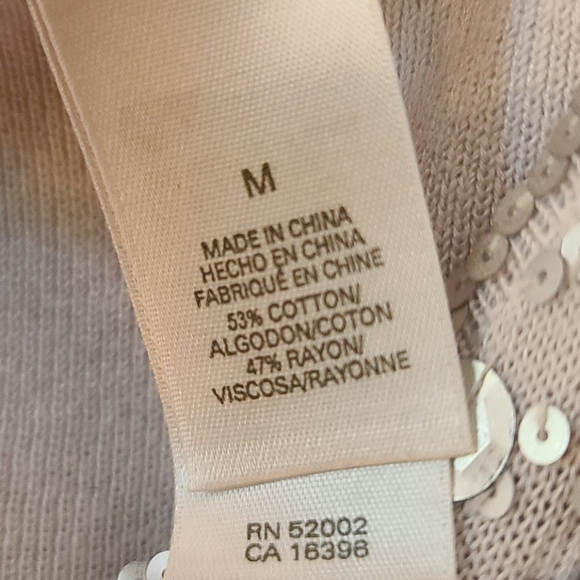 M
MADE IN CHINA
HECHO EN CHINA
FABRIQUÉ EN CHINE
53% COTTON/
ALGODON/COTON
47% RAYON/
VISCOSA/RAYONNE
RN 52002
CA 16396